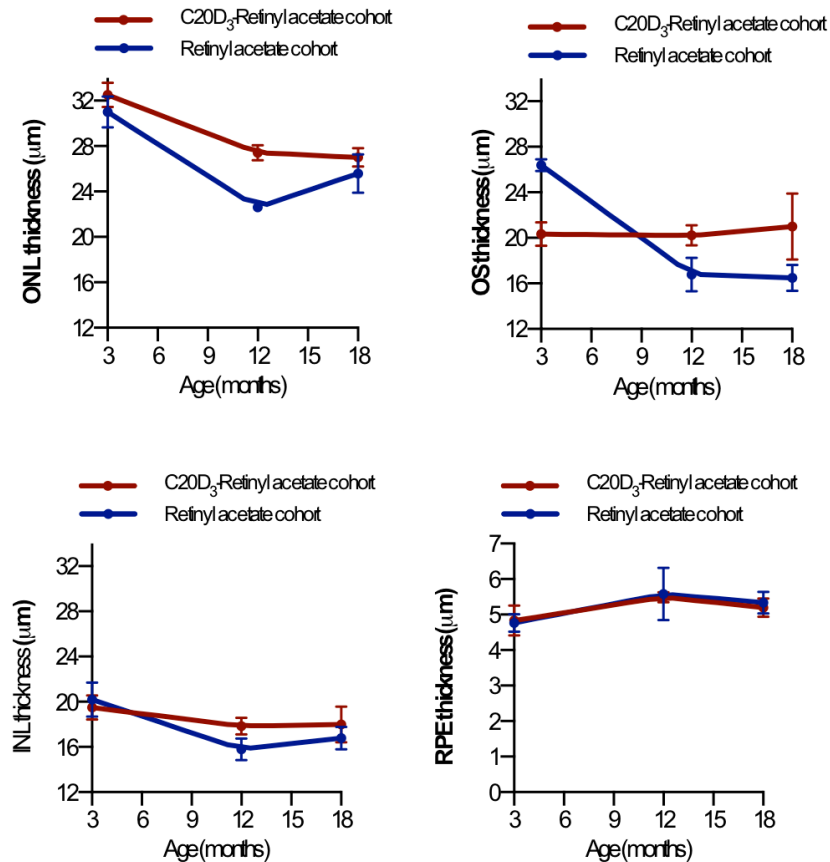 C20D3-Retinyl acetate cohort
Retinyl acetate cohort
ONL thickness (μm)
32
28
24
20
16
12
3 6 9 12 15 18
Age (months)
C20D3-Retinyl acetate cohort
Retinyl acetate cohort
OS thickness (μm)
32
28
24
20
16
12
3 6 9 12 15 18
Age (months)
C20D3-Retinyl acetate cohort
Retinyl acetate cohort
INL thickness (μm)
32
28
24
20
16
12
3 6 9 12 15 18
Age (months)
C20D3-Retinyl acetate cohort
Retinyl acetate cohort
RPE thickness (μm)
7
6
5
4
3
2
1
0
3 6 9 12 15 18
Age (months)